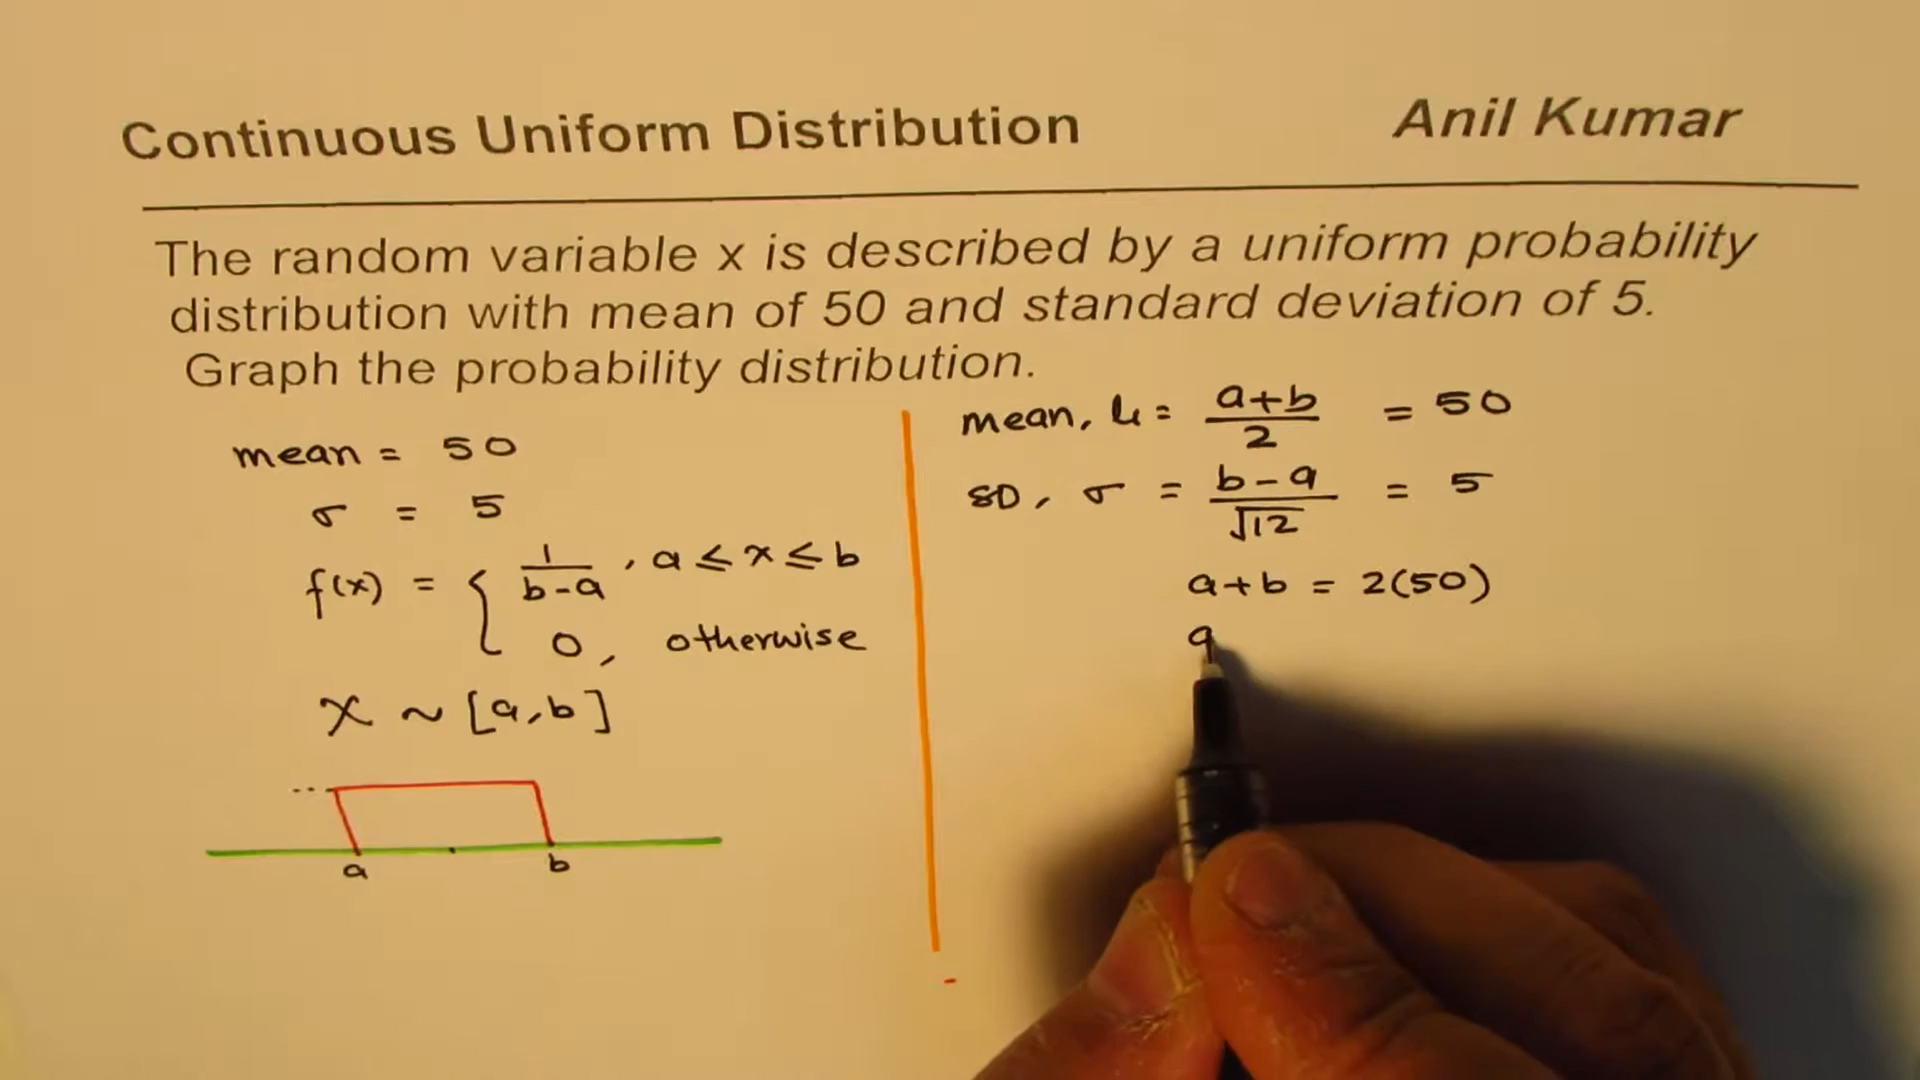 Continuous Uniform Distribution Anil Kumar
The random variable x is described by a uniform probability
distribution with mean of 50 and standard deviation of 5.
Graph the probability distribution.
mean = 50
σ = 5
f(x) = { 1/(b-a) , a ≤ x ≤ b
0, otherwise
X ~ [a,b]
a b
mean, μ = (a+b)/2 = 50
SD, σ = (b-a)/√12 = 5
a+b = 2(50)
a